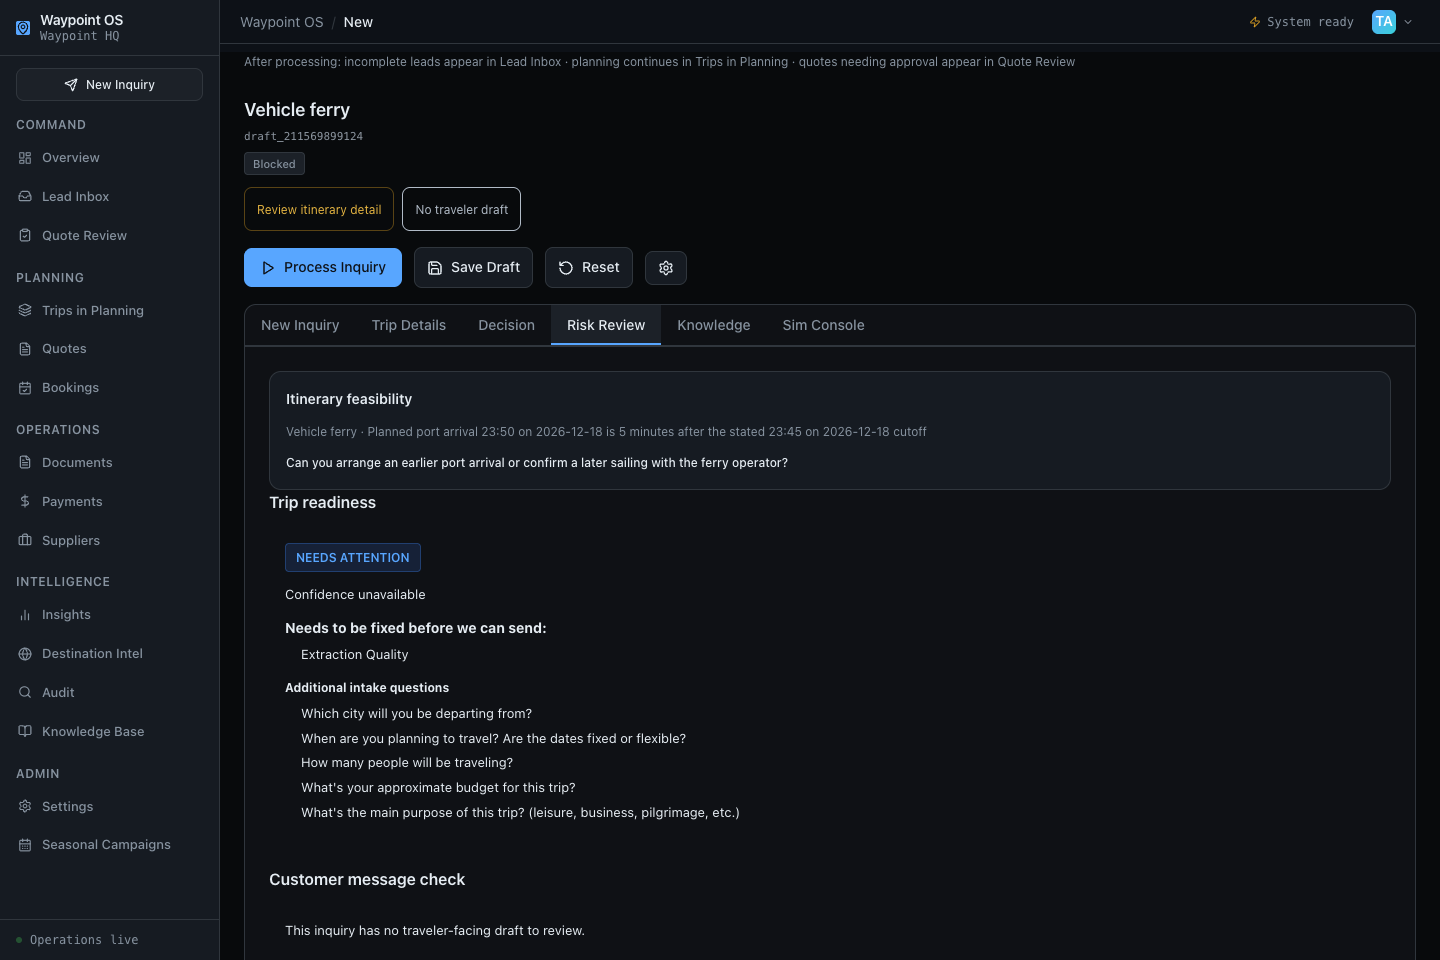 Waypoint OS
Waypoint HQ
New Inquiry
COMMAND
Overview
Lead Inbox
Quote Review
PLANNING
Trips in Planning
Quotes
Bookings
OPERATIONS
Documents
Payments
Suppliers
INTELLIGENCE
Insights
Destination Intel
Audit
Knowledge Base
ADMIN
Settings
Seasonal Campaigns
Operations live
Waypoint OS / New
System ready
TA
After processing: incomplete leads appear in Lead Inbox · planning continues in Trips in Planning · quotes needing approval appear in Quote Review
Vehicle ferry
draft_211569899124
Blocked
Review itinerary detail
No traveler draft
Process Inquiry
Save Draft
Reset
New Inquiry
Trip Details
Decision
Risk Review
Knowledge
Sim Console
Itinerary feasibility
Vehicle ferry · Planned port arrival 23:50 on 2026-12-18 is 5 minutes after the stated 23:45 on 2026-12-18 cutoff
Can you arrange an earlier port arrival or confirm a later sailing with the ferry operator?
Trip readiness
NEEDS ATTENTION
Confidence unavailable
Needs to be fixed before we can send:
Extraction Quality
Additional intake questions
Which city will you be departing from?
When are you planning to travel? Are the dates fixed or flexible?
How many people will be traveling?
What's your approximate budget for this trip?
What's the main purpose of this trip? (leisure, business, pilgrimage, etc.)
Customer message check
This inquiry has no traveler-facing draft to review.